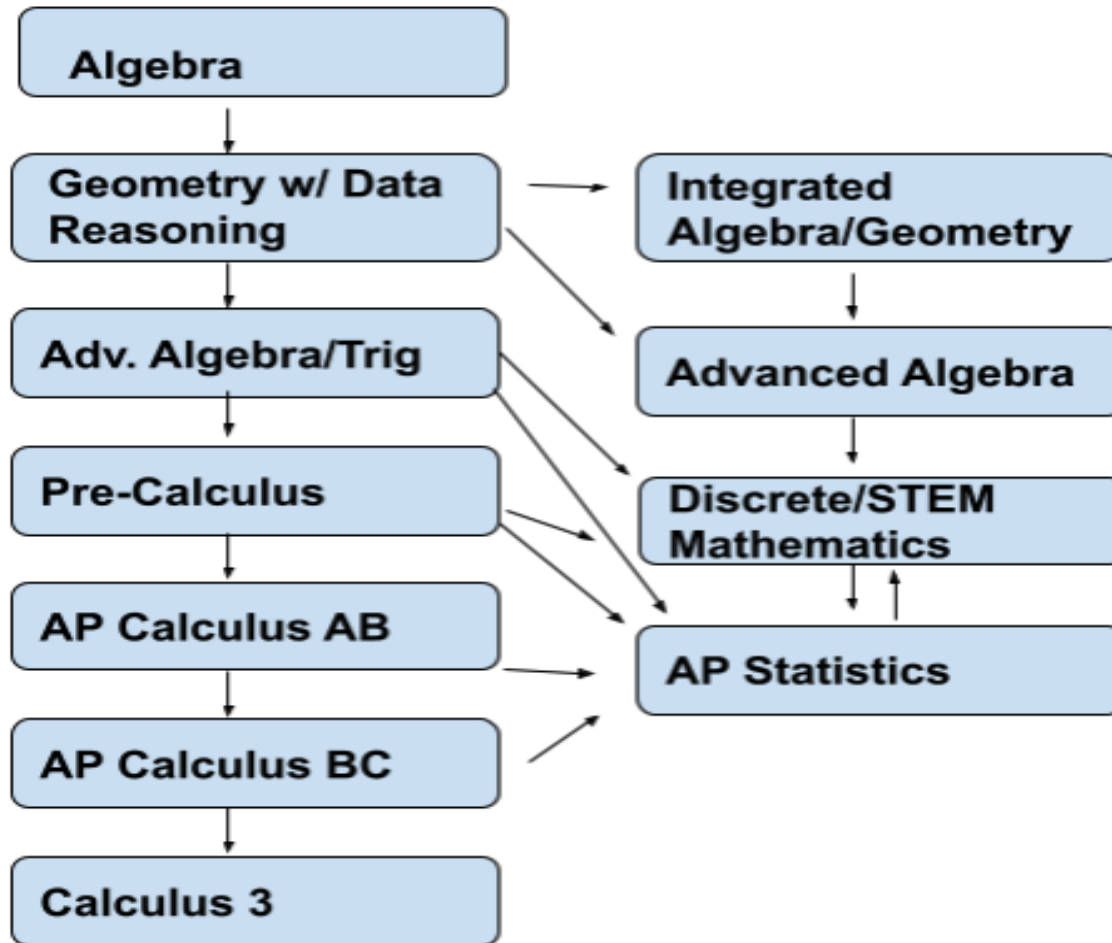 Algebra
Geometry w/ Data
Reasoning
Integrated
Algebra/Geometry
Adv. Algebra/Trig
Advanced Algebra
Pre-Calculus
Discrete/STEM
Mathematics
AP Calculus AB
AP Statistics
AP Calculus BC
Calculus 3